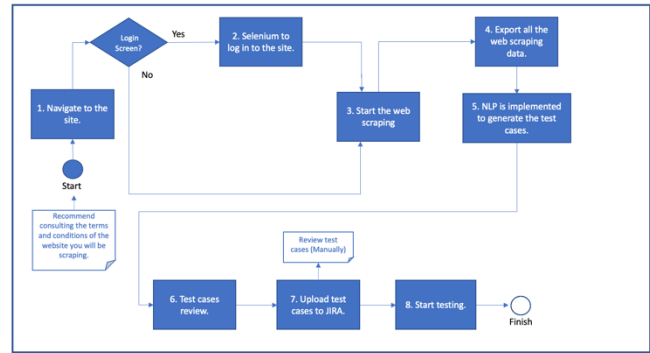 Login
Screen?
Yes
No
2. Selenium to
log in to the site.
4. Export all the
web scraping
data.
1. Navigate to the
site.
3. Start the web
scraping
5. NLP is implemented
to generate the test
cases.
Start
Recommend
consulting the terms
and conditions of the
website you will be
scraping.
Review test
cases (Manually)
6. Test cases
review.
7. Upload test
cases to JIRA.
8. Start testing.
Finish